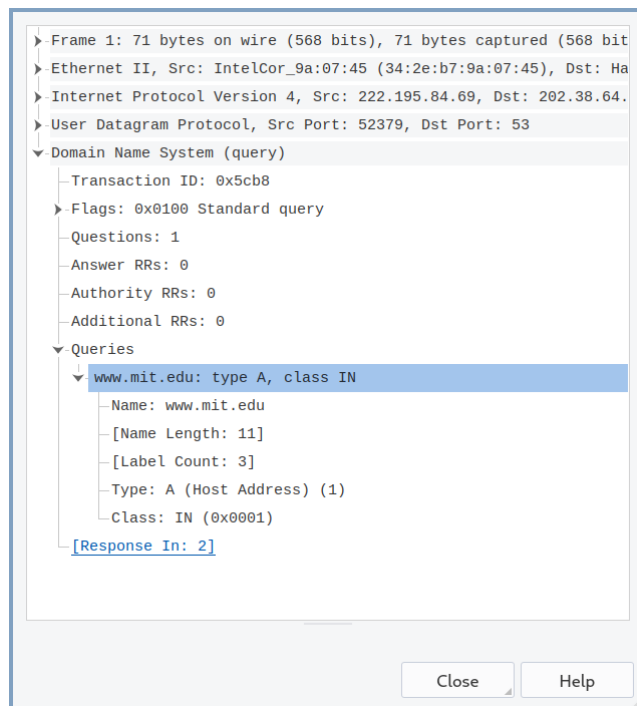 Frame 1: 71 bytes on wire (568 bits), 71 bytes captured (568 bit
Ethernet II, Src: IntelCor_9a:07:45 (34:2e:b7:9a:07:45), Dst: Ha
Internet Protocol Version 4, Src: 222.195.84.69, Dst: 202.38.64.
User Datagram Protocol, Src Port: 52379, Dst Port: 53
Domain Name System (query)
Transaction ID: 0x5cb8
Flags: 0x0100 Standard query
Questions: 1
Answer RRs: 0
Authority RRs: 0
Additional RRs: 0
Queries
www.mit.edu: type A, class IN
Name: www.mit.edu
[Name Length: 11]
[Label Count: 3]
Type: A (Host Address) (1)
Class: IN (0x0001)
[Response In: 2]
Close Help